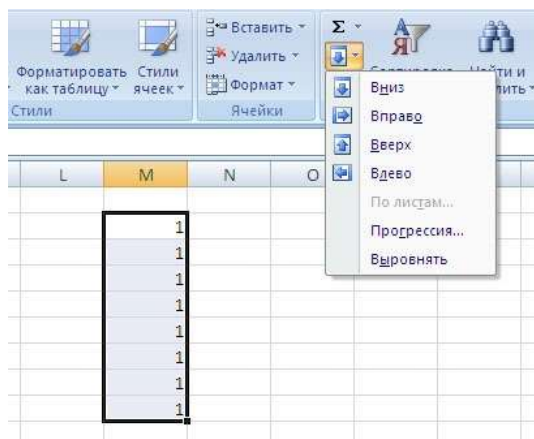 Форматировать
как таблицу
Стили
ячеек
Стили
Вставить
Удалить
Формат
Ячейки
Σ
АЯ
Вниз
Вправо
Вверх
Влево
По листам...
Прогрессия...
Выровнять
L M N O
1
1
1
1
1
1
1
1